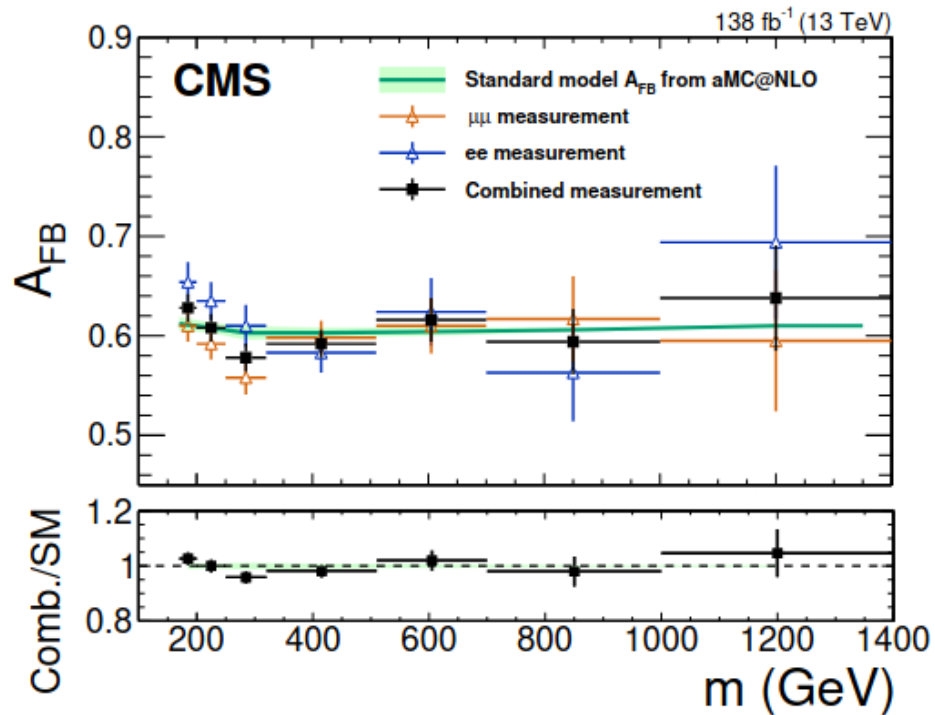 138 fb⁻¹ (13 TeV)
CMS
Standard model A_FB from aMC@NLO
μμ measurement
ee measurement
Combined measurement
A_FB
0.9
0.8
0.7
0.6
0.5
Comb./SM
1.2
1
0.8
200 400 600 800 1000 1200 1400
m (GeV)